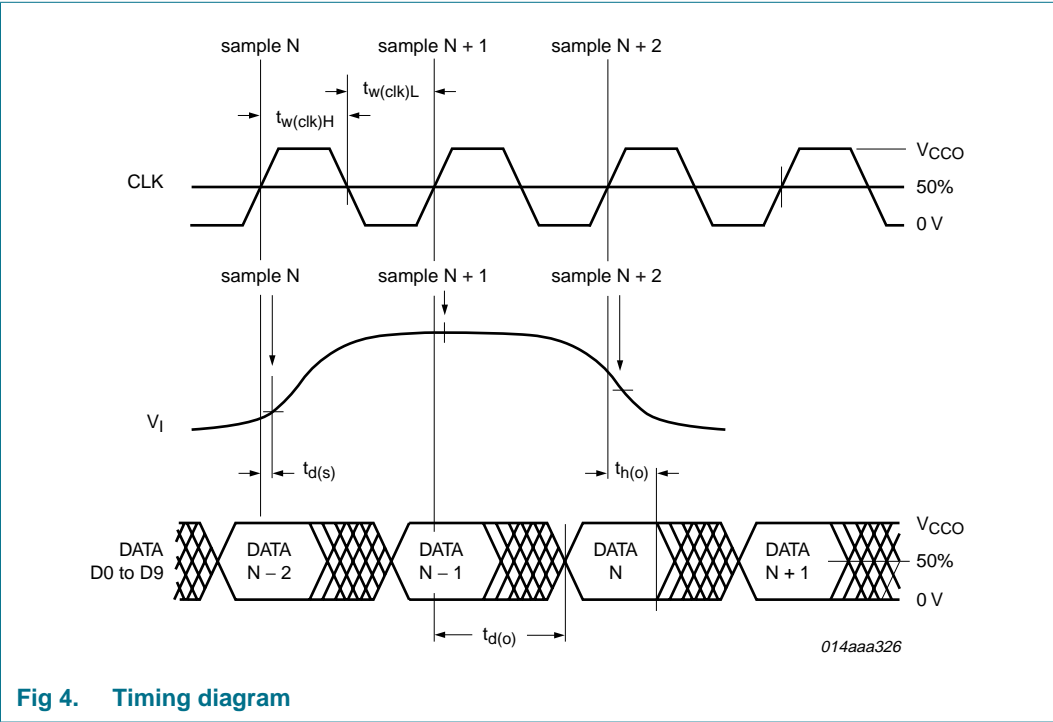 sample N
sample N + 1
sample N + 2
tw(clk)L
tw(clk)H
CLK
VCCO
50%
0 V
sample N
sample N + 1
sample N + 2
VI
td(s)
th(o)
DATA
D0 to D9
DATA
N − 2
DATA
N − 1
DATA
N
DATA
N + 1
VCCO
50%
0 V
td(o)
014aaa326
Fig 4. Timing diagram